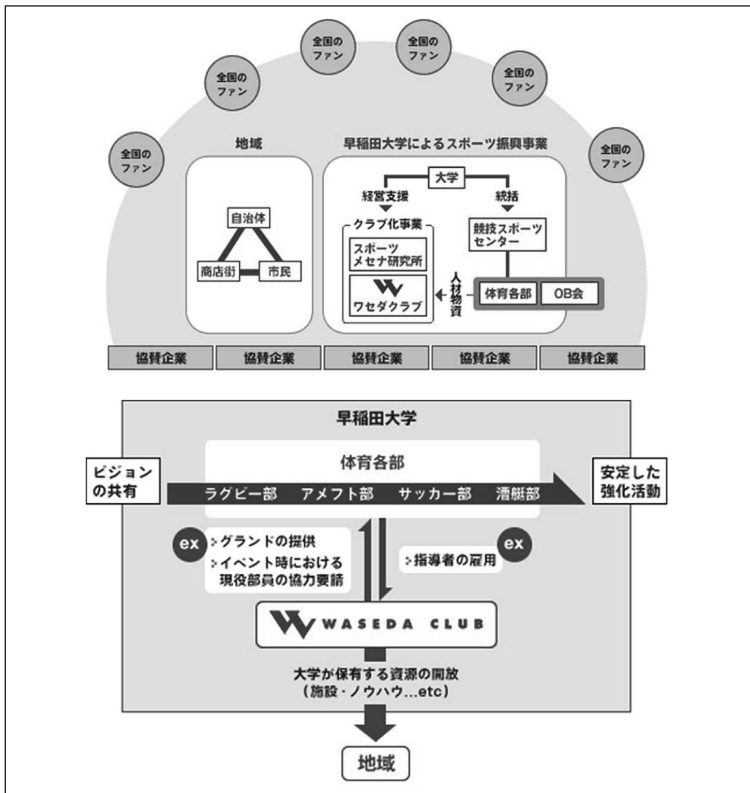 全国の
ファン
全国の
ファン
全国の
ファン
全国の
ファン
全国の
ファン
全国の
ファン
地域
自治体
商店街
市民
早稲田大学によるスポーツ振興事業
大学
経営支援
統括
クラブ化事業
スポーツ
メセナ研究所
ワセダクラブ
競技スポーツ
センター
人材物資
体育各部
OB会
協賛企業
協賛企業
協賛企業
協賛企業
協賛企業
早稲田大学
体育各部
ビジョン
の共有
ラグビー部 アメフト部 サッカー部 漕艇部
安定した
強化活動
ex
グランドの提供
イベント時における
現役部員の協力要請
指導者の雇用
ex
WASEDA CLUB
大学が保有する資源の開放
(施設・ノウハウ...etc)
地域